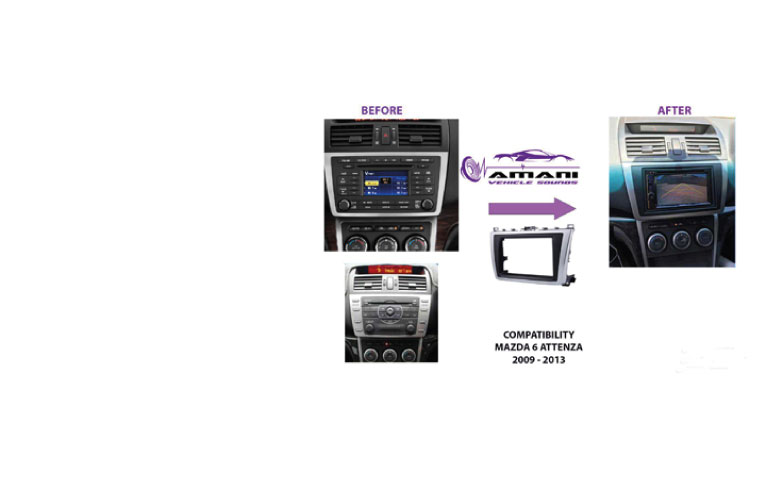 BEFORE
AFTER
AMANI
VEHICLE SOUNDS
COMPATIBILITY
MAZDA 6 ATTENZA
2009 - 2013